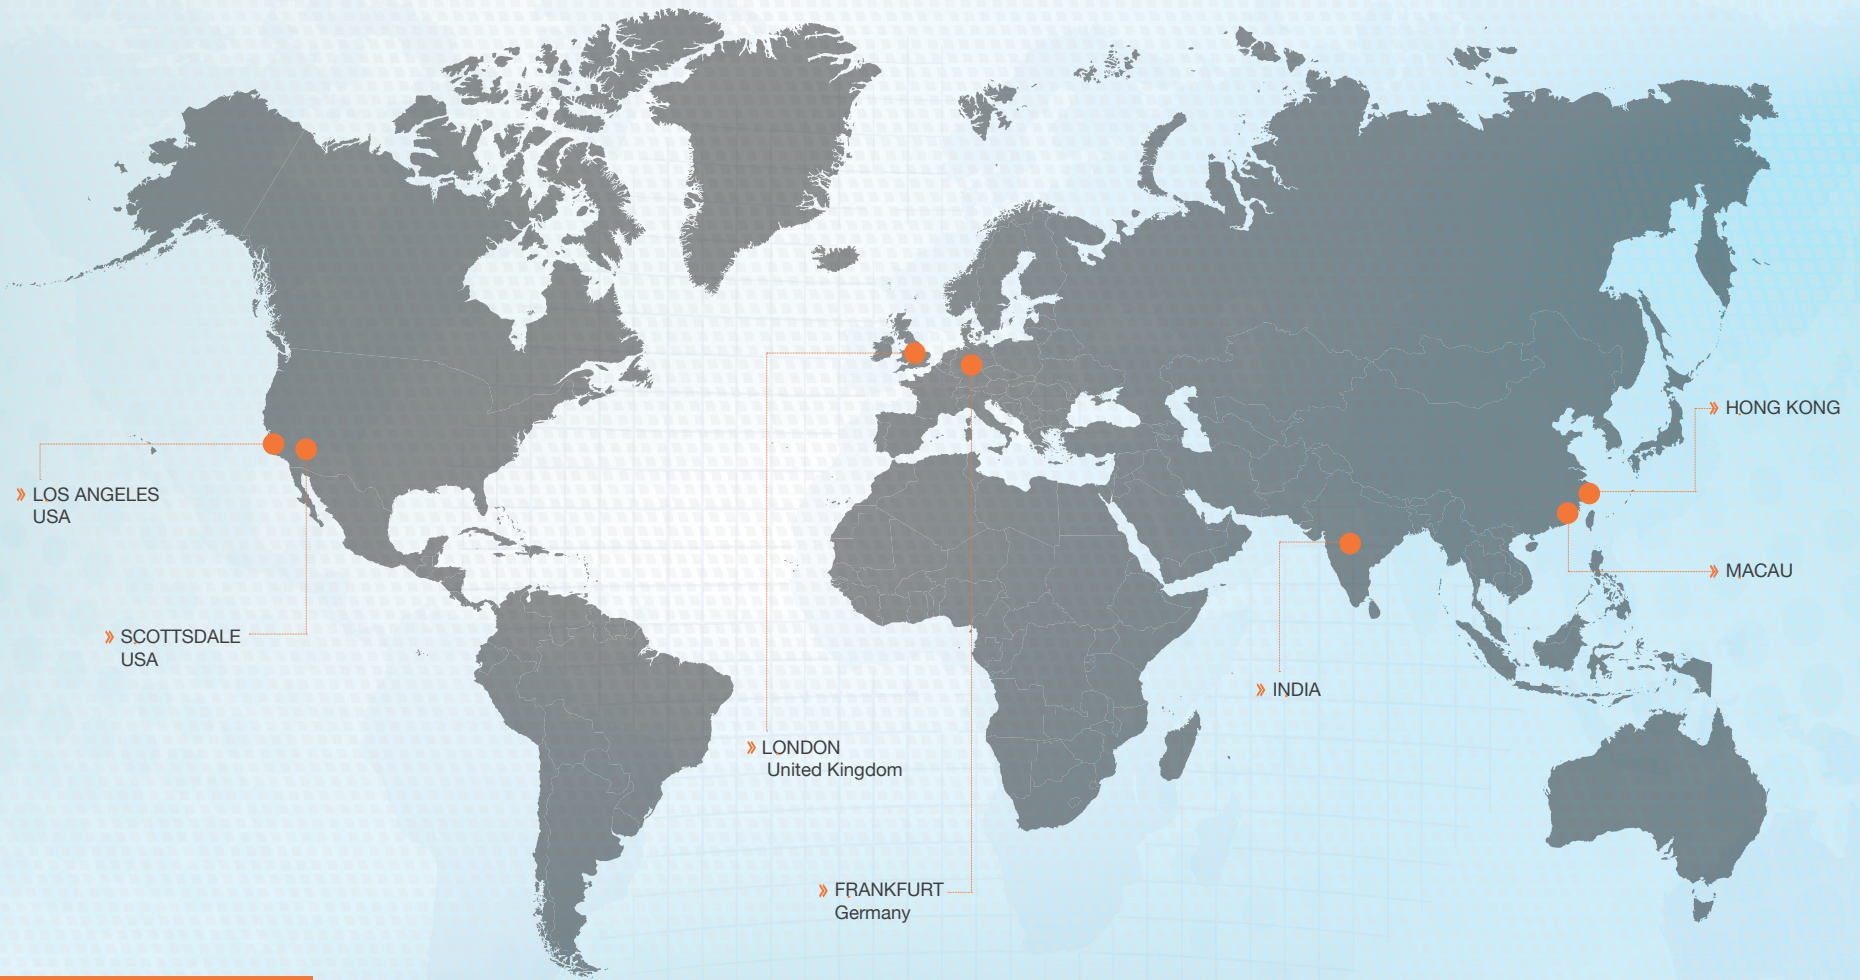 HONG KONG
LOS ANGELES
USA
MACAU
SCOTTSDALE
USA
INDIA
LONDON
United Kingdom
FRANKFURT
Germany